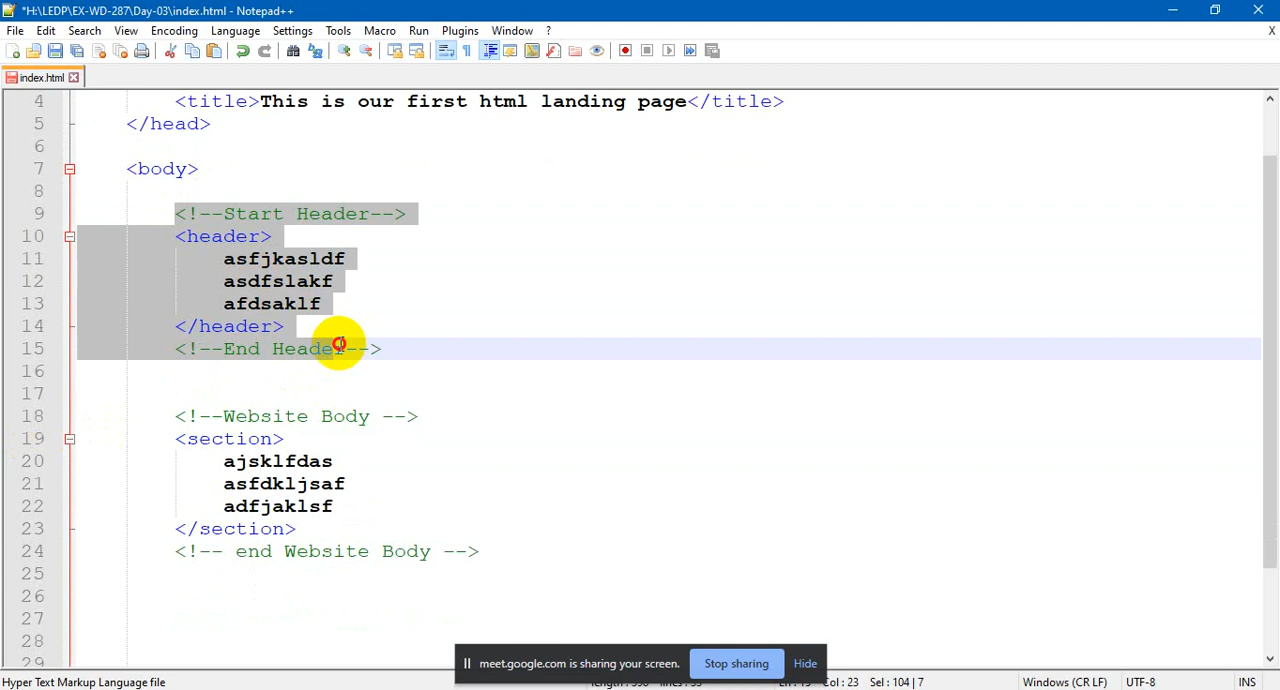 *H:\LEDP\EX-WD-287\Day-03\index.html - Notepad++
File Edit Search View Encoding Language Settings Tools Macro Run Plugins Window ? X
index.html
4 <title>This is our first html landing page</title>
5 </head>
6
7 <body>
8
9 <!--Start Header-->
10 <header>
11 asfjkasldf
12 asdfslakf
13 afdsaklf
14 </header>
15 <!--End Header-->
16
17
18 <!--Website Body -->
19 <section>
20 ajsklfdas
21 asfdkljsaf
22 adfjaklsf
23 </section>
24 <!-- end Website Body -->
25
26
27
28
29
meet.google.com is sharing your screen. Stop sharing Hide
Hyper Text Markup Language file Col : 23 Sel : 104 | 7 Windows (CR LF) UTF-8 INS